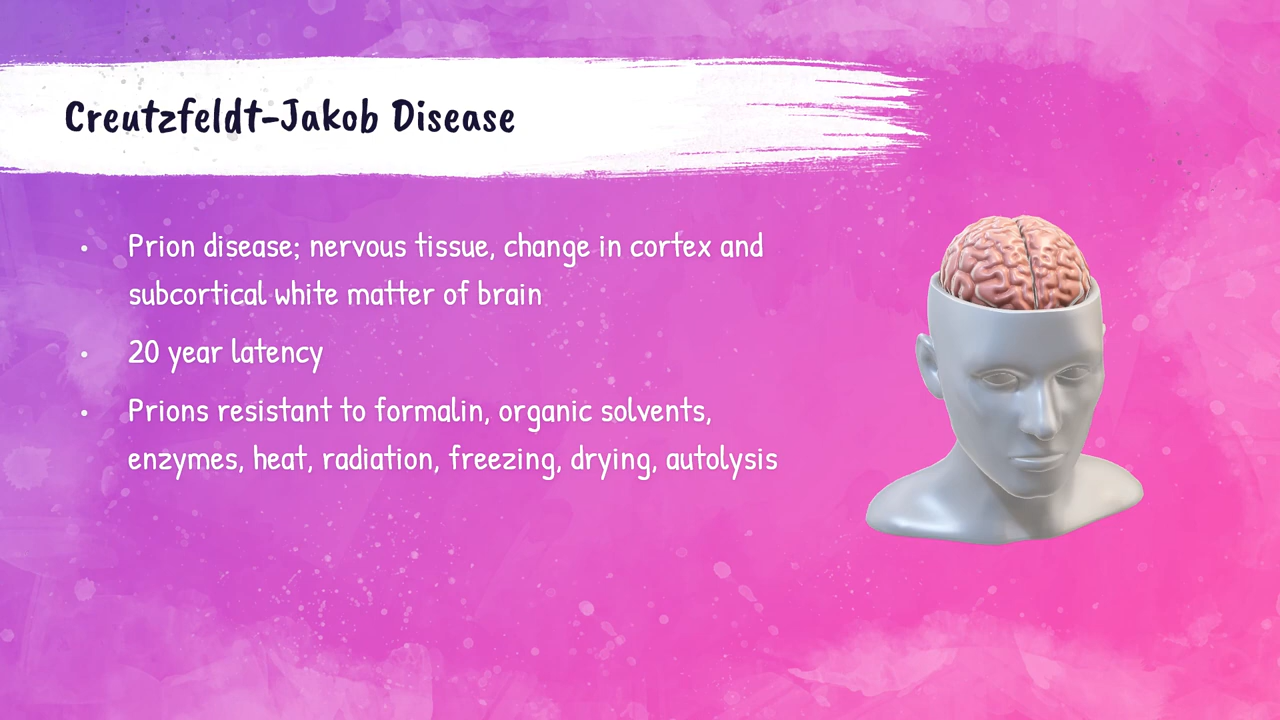 Creutzfeldt-Jakob Disease
• Prion disease; nervous tissue, change in cortex and
subcortical white matter of brain
• 20 year latency
• Prions resistant to formalin, organic solvents,
enzymes, heat, radiation, freezing, drying, autolysis